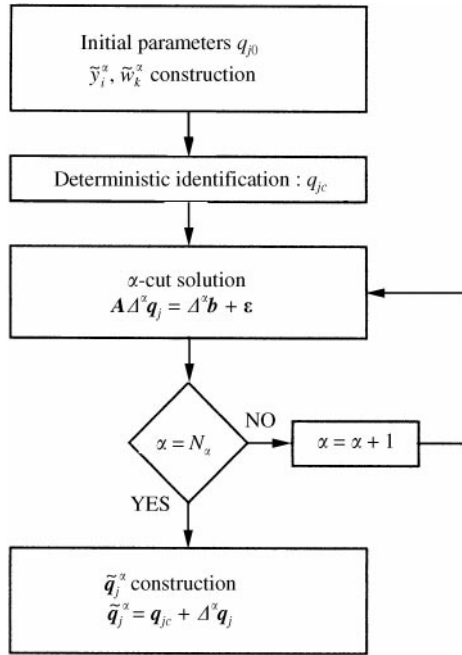 Initial parameters q_{j0}
ỹ_i^α, w̃_k^α construction
Deterministic identification : q_{jc}
α-cut solution
AΔ^α q_j = Δ^α b + ε
α = N_α
NO
α = α + 1
YES
q̃_j^α construction
q̃_j^α = q_{jc} + Δ^α q_j